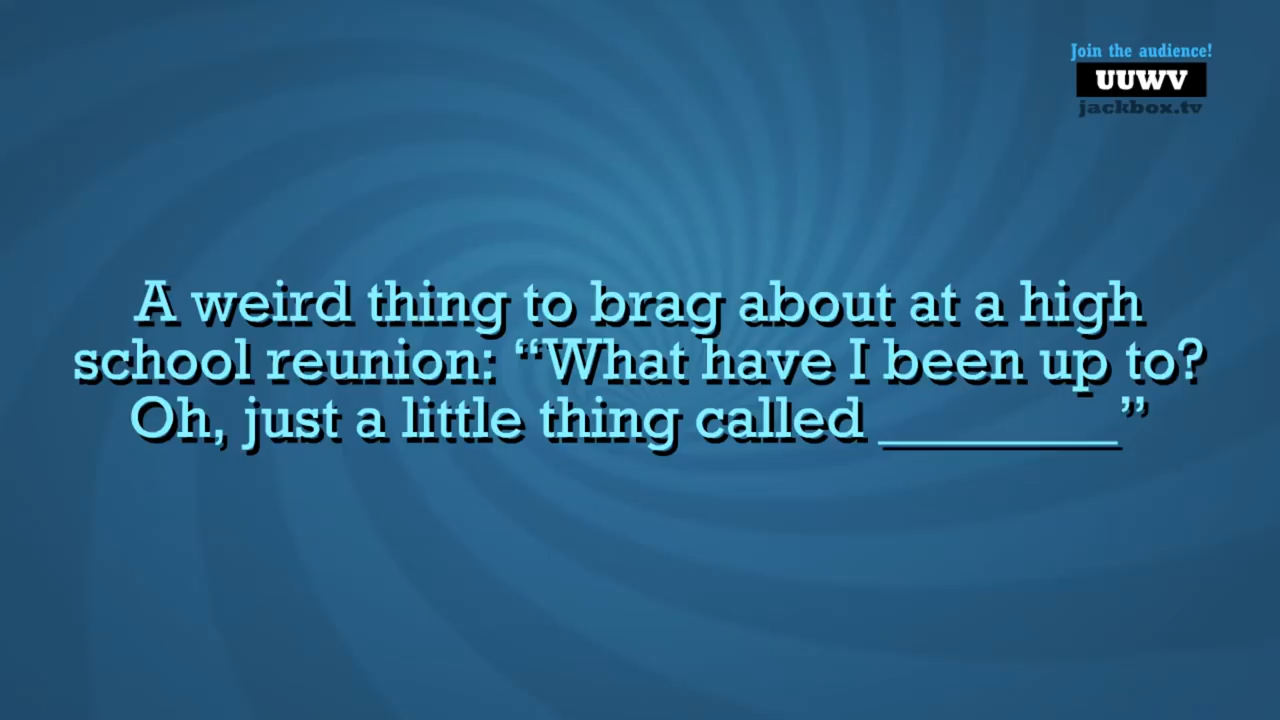 Join the audience!
UUWV
jackbox.tv
A weird thing to brag about at a high
school reunion: “What have I been up to?
Oh, just a little thing called ________”